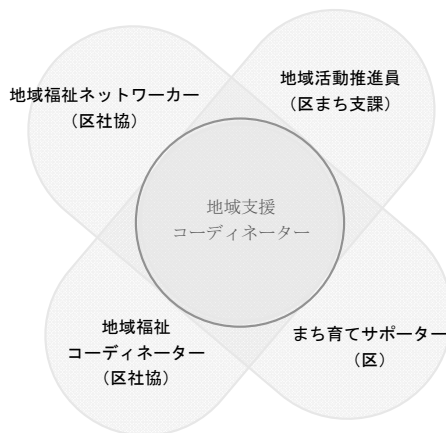 地域福祉ネットワーカー
（区社協）
地域活動推進員
（区まち支課）
地域支援
コーディネーター
地域福祉
コーディネーター
（区社協）
まち育てサポーター
（区）